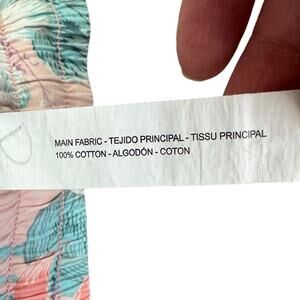 MAIN FABRIC - TEJIDO PRINCIPAL - TISSU PRINCIPAL
100% COTTON - ALGODÓN - COTON